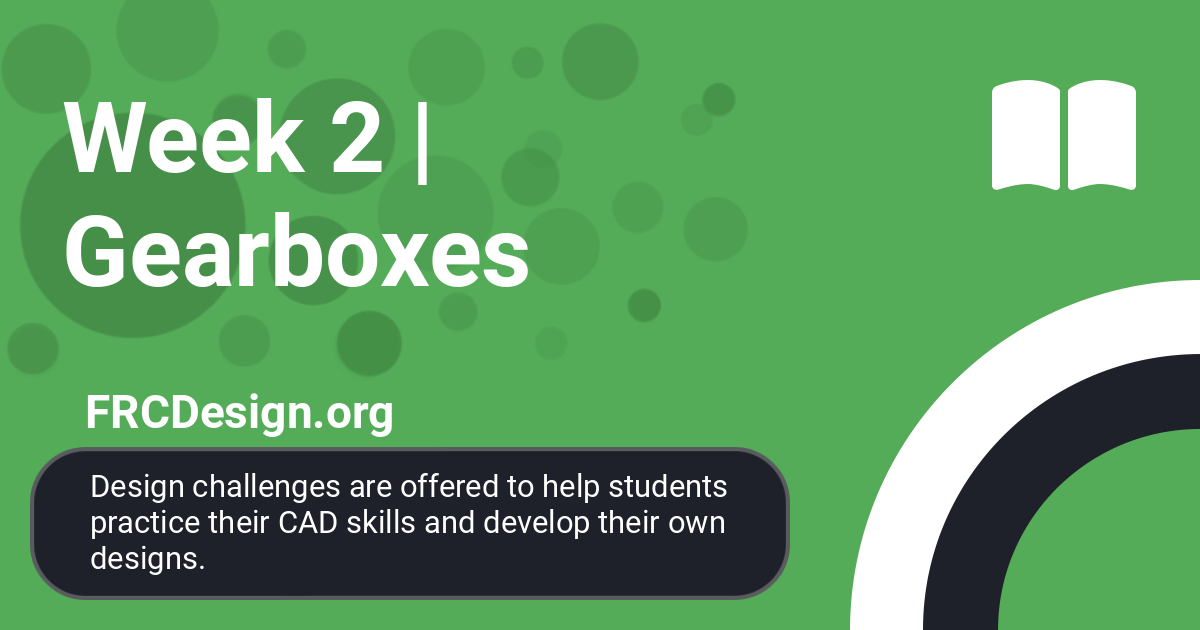 Week 2 |
Gearboxes
FRCDesign.org
Design challenges are offered to help students
practice their CAD skills and develop their own
designs.